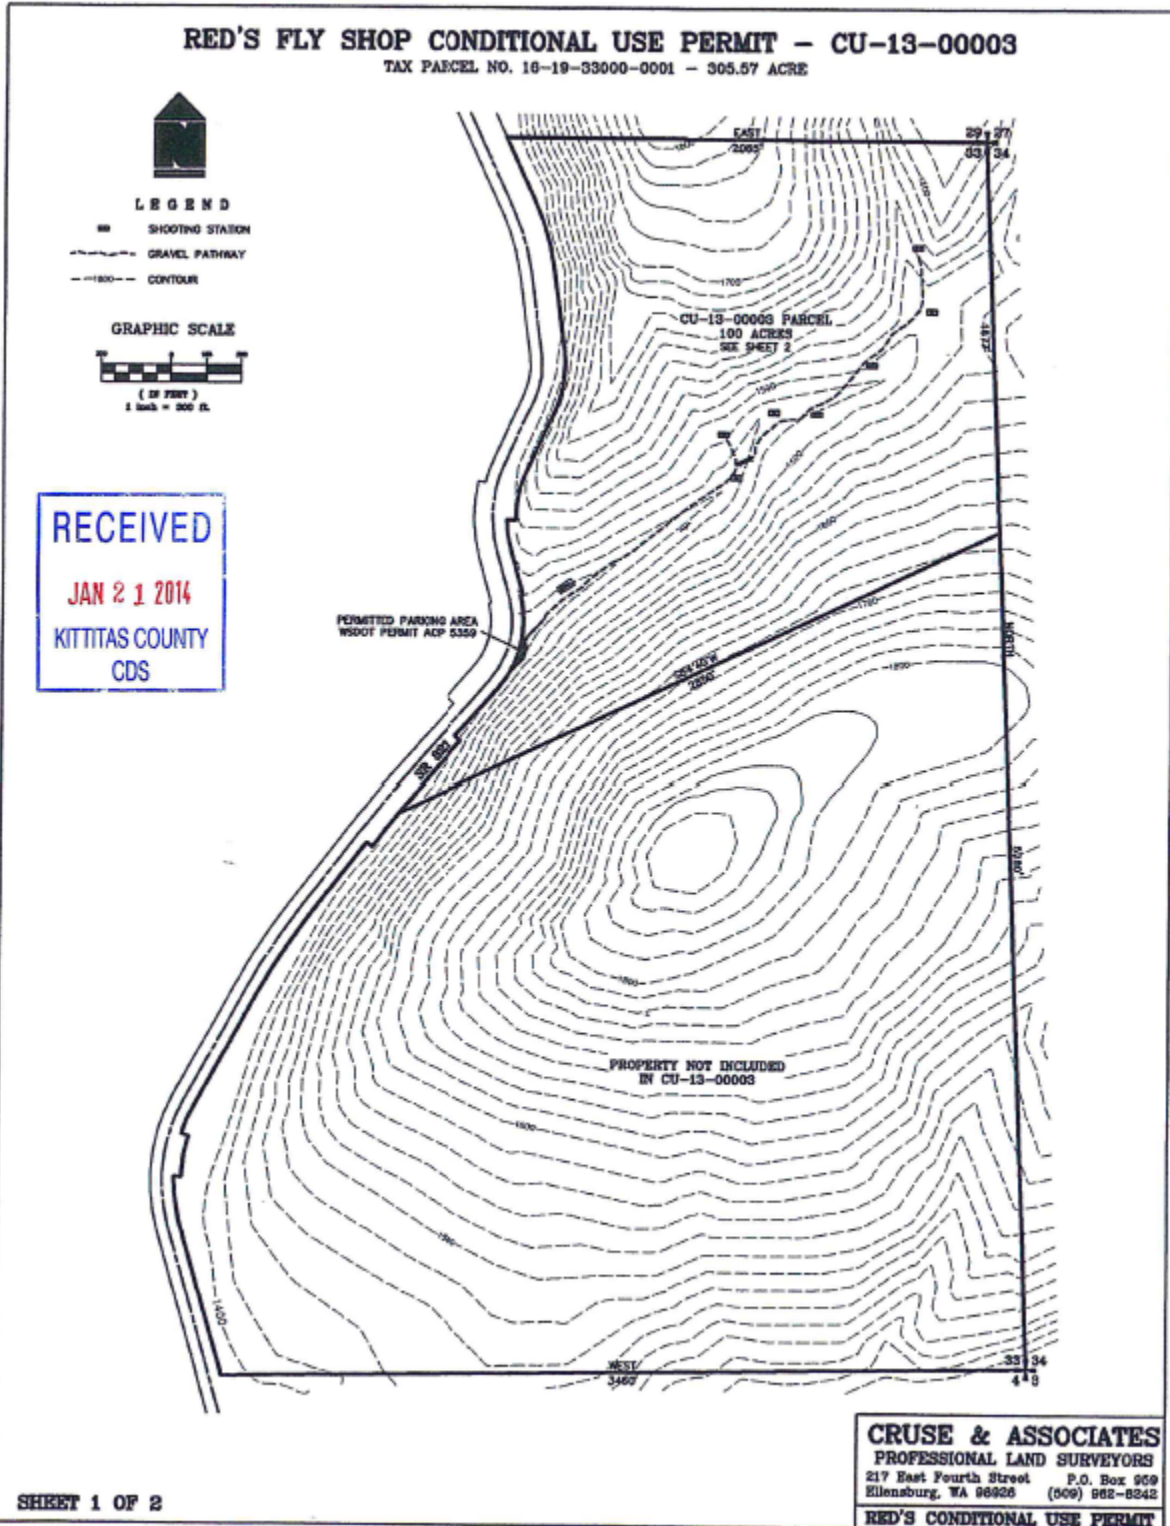 RED'S FLY SHOP CONDITIONAL USE PERMIT - CU-13-00003
TAX PARCEL NO. 16-19-33000-0001 - 305.57 ACRE
N
LEGEND
SHOOTING STATION
GRAVEL PATHWAY
CONTOUR
GRAPHIC SCALE
( IN FEET )
RECEIVED
JAN 21 2014
KITTITAS COUNTY
CDS
EAST
33 34
1700
CU-13-00003 PARCEL
100 ACRES
SEE SHEET 2
1500
PERMITTED PARKING AREA
WSDOT PERMIT ACP 5359
1700
NORTH
1800
SR 821
5280'
1800
PROPERTY NOT INCLUDED
IN CU-13-00003
1400
WEST
3460'
33 34
4 3
CRUSE & ASSOCIATES
PROFESSIONAL LAND SURVEYORS
217 East Fourth Street P.O. Box 959
Ellensburg, WA 98926 (509) 962-8242
RED'S CONDITIONAL USE PERMIT
SHEET 1 OF 2